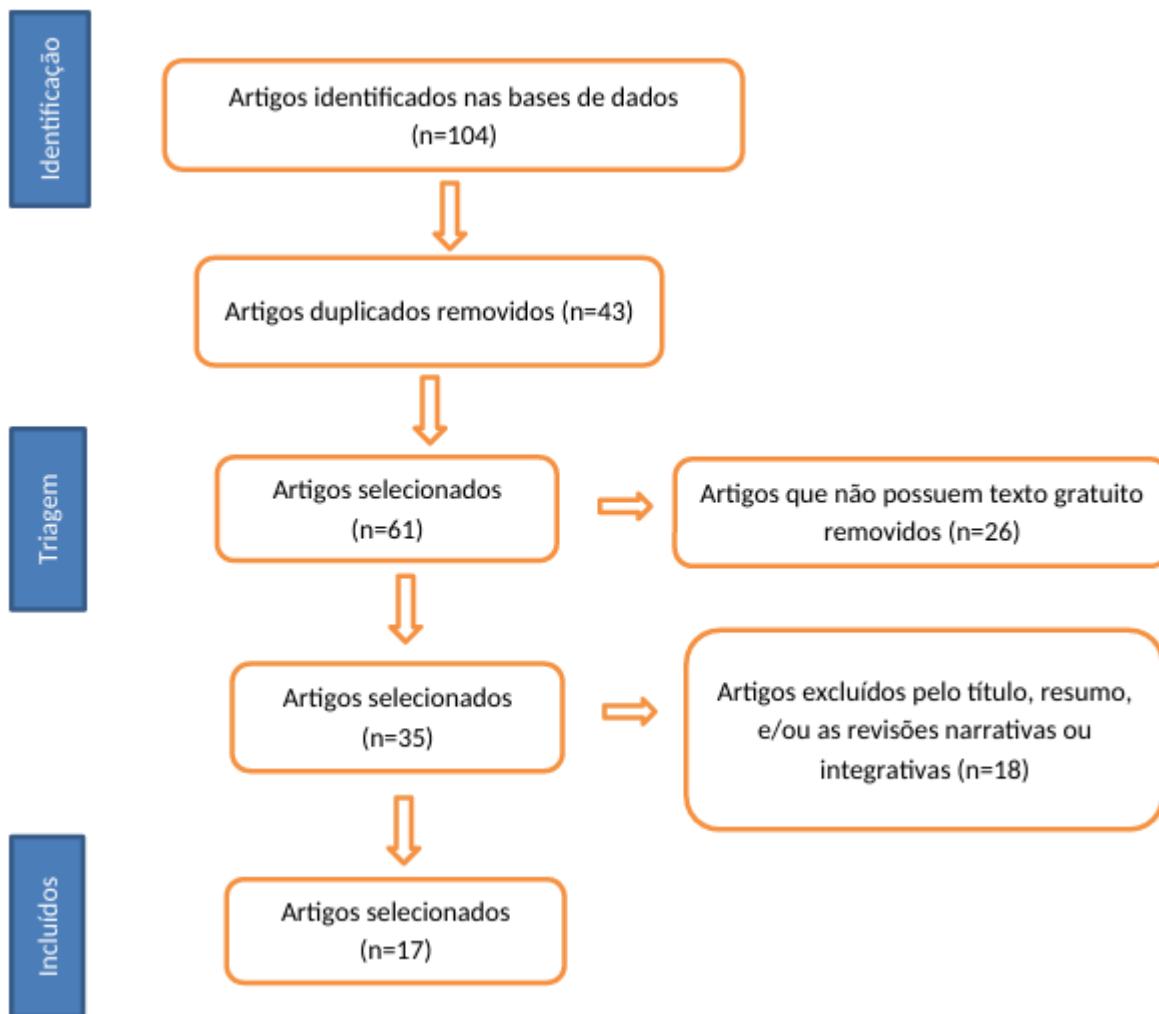 Identificação
Artigos identificados nas bases de dados
(n=104)
Artigos duplicados removidos (n=43)
Triagem
Artigos selecionados
(n=61)
Artigos que não possuem texto gratuito
removidos (n=26)
Artigos selecionados
(n=35)
Artigos excluídos pelo título, resumo,
e/ou as revisões narrativas ou
integrativas (n=18)
Incluídos
Artigos selecionados
(n=17)